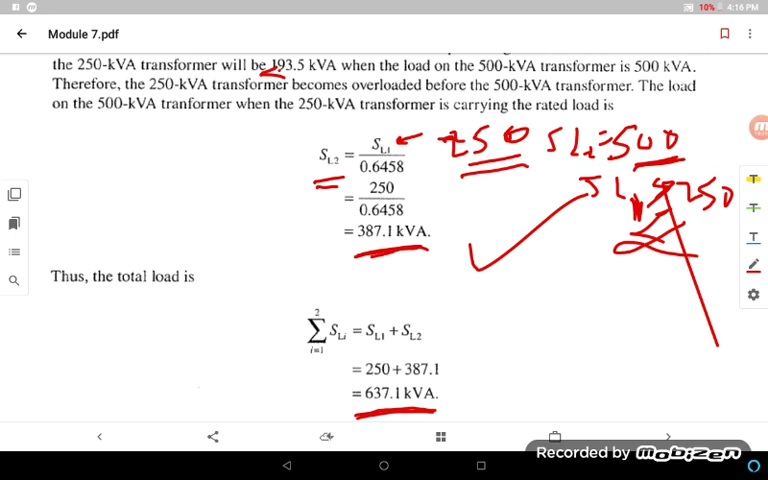 10% 4:16 PM
Module 7.pdf
the 250-kVA transformer will be 193.5 kVA when the load on the 500-kVA transformer is 500 kVA.
Therefore, the 250-kVA transformer becomes overloaded before the 500-kVA transformer. The load
on the 500-kVA tranformer when the 250-kVA transformer is carrying the rated load is
S_L2 = S_L1 / 0.6458
250 SL2=500
= 250 / 0.6458
SL 250
= 387.1 kVA.
Thus, the total load is
2
∑ S_Li = S_L1 + S_L2
i=1
= 250 + 387.1
= 637.1 kVA.
Recorded by mobizen